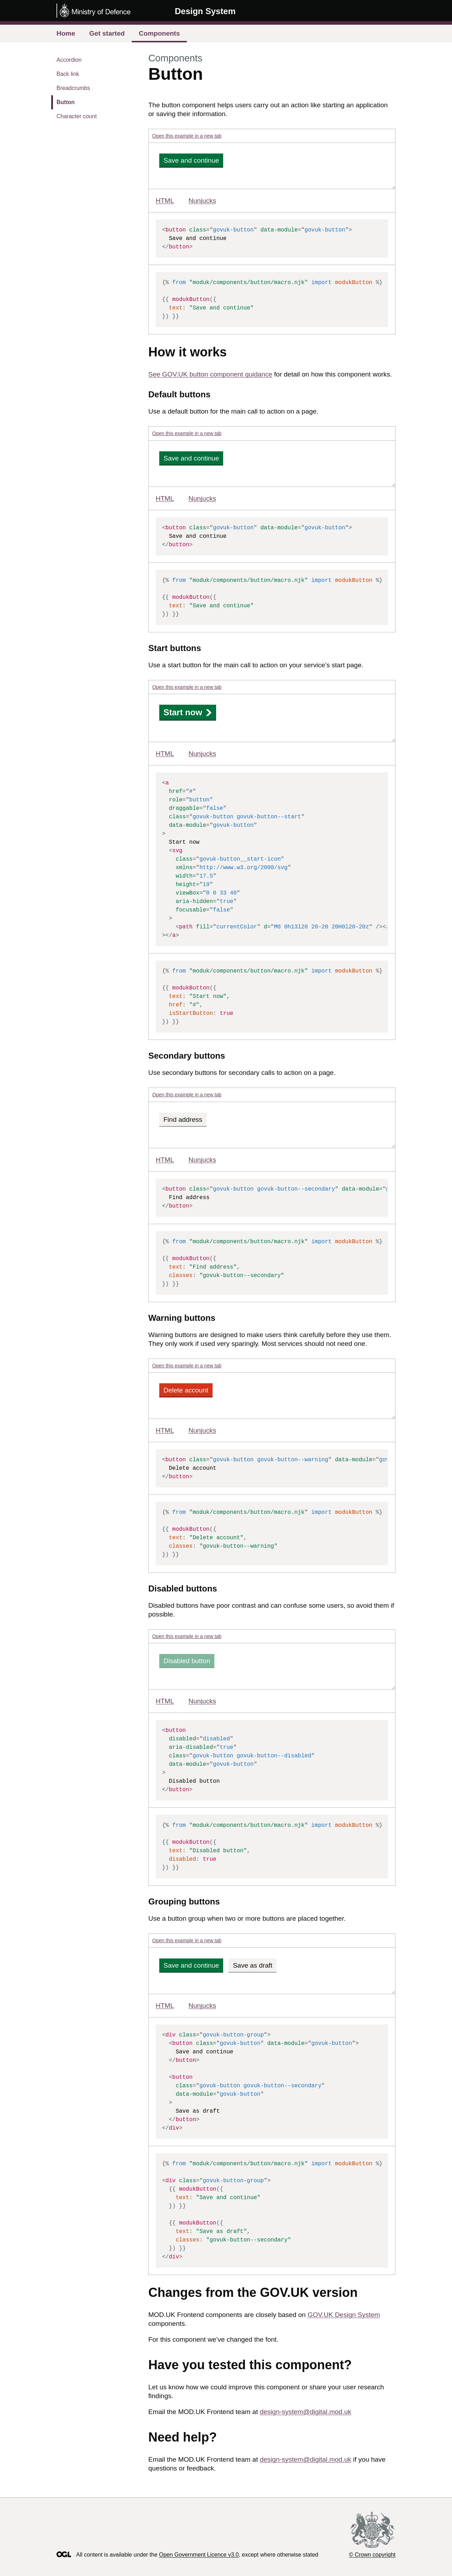 Ministry of Defence
Design System
Home
Get started
Components
Accordion
Back link
Breadcrumbs
Button
Character count
Components
Button
The button component helps users carry out an action like starting an application
or saving their information.
Open this example in a new tab
Save and continue
HTML
Nunjucks
<button class="govuk-button" data-module="govuk-button">
  Save and continue
</button>
{% from "moduk/components/button/macro.njk" import modukButton %}
{{ modukButton({
  text: "Save and continue"
}) }}
How it works
See GOV.UK button component guidance for detail on how this component works.
Default buttons
Use a default button for the main call to action on a page.
Open this example in a new tab
Save and continue
HTML
Nunjucks
<button class="govuk-button" data-module="govuk-button">
  Save and continue
</button>
{% from "moduk/components/button/macro.njk" import modukButton %}
{{ modukButton({
  text: "Save and continue"
}) }}
Start buttons
Use a start button for the main call to action on your service's start page.
Open this example in a new tab
Start now
HTML
Nunjucks
<a
  href="#"
  role="button"
  draggable="false"
  class="govuk-button govuk-button--start"
  data-module="govuk-button"
>
  Start now
  <svg
    class="govuk-button__start-icon"
    xmlns="http://www.w3.org/2000/svg"
    width="17.5"
    height="19"
    viewBox="0 0 33 40"
    aria-hidden="true"
    focusable="false"
  >
    <path fill="currentColor" d="M0 0h13l20 20-20 20H0l20-20z" /><
></a>
{% from "moduk/components/button/macro.njk" import modukButton %}
{{ modukButton({
  text: "Start now",
  href: "#",
  isStartButton: true
}) }}
Secondary buttons
Use secondary buttons for secondary calls to action on a page.
Open this example in a new tab
Find address
HTML
Nunjucks
<button class="govuk-button govuk-button--secondary" data-module="
  Find address
</button>
{% from "moduk/components/button/macro.njk" import modukButton %}
{{ modukButton({
  text: "Find address",
  classes: "govuk-button--secondary"
}) }}
Warning buttons
Warning buttons are designed to make users think carefully before they use them.
They only work if used very sparingly. Most services should not need one.
Open this example in a new tab
Delete account
HTML
Nunjucks
<button class="govuk-button govuk-button--warning" data-module="gov
  Delete account
</button>
{% from "moduk/components/button/macro.njk" import modukButton %}
{{ modukButton({
  text: "Delete account",
  classes: "govuk-button--warning"
}) }}
Disabled buttons
Disabled buttons have poor contrast and can confuse some users, so avoid them if
possible.
Open this example in a new tab
Disabled button
HTML
Nunjucks
<button
  disabled="disabled"
  aria-disabled="true"
  class="govuk-button govuk-button--disabled"
  data-module="govuk-button"
>
  Disabled button
</button>
{% from "moduk/components/button/macro.njk" import modukButton %}
{{ modukButton({
  text: "Disabled button",
  disabled: true
}) }}
Grouping buttons
Use a button group when two or more buttons are placed together.
Open this example in a new tab
Save and continue
Save as draft
HTML
Nunjucks
<div class="govuk-button-group">
  <button class="govuk-button" data-module="govuk-button">
    Save and continue
  </button>
  <button
    class="govuk-button govuk-button--secondary"
    data-module="govuk-button"
  >
    Save as draft
  </button>
</div>
{% from "moduk/components/button/macro.njk" import modukButton %}
<div class="govuk-button-group">
  {{ modukButton({
    text: "Save and continue"
  }) }}
  {{ modukButton({
    text: "Save as draft",
    classes: "govuk-button--secondary"
  }) }}
</div>
Changes from the GOV.UK version
MOD.UK Frontend components are closely based on GOV.UK Design System
components.
For this component we've changed the font.
Have you tested this component?
Let us know how we could improve this component or share your user research
findings.
Email the MOD.UK Frontend team at design-system@digital.mod.uk
Need help?
Email the MOD.UK Frontend team at design-system@digital.mod.uk if you have
questions or feedback.
OGL All content is available under the Open Government Licence v3.0, except where otherwise stated
© Crown copyright